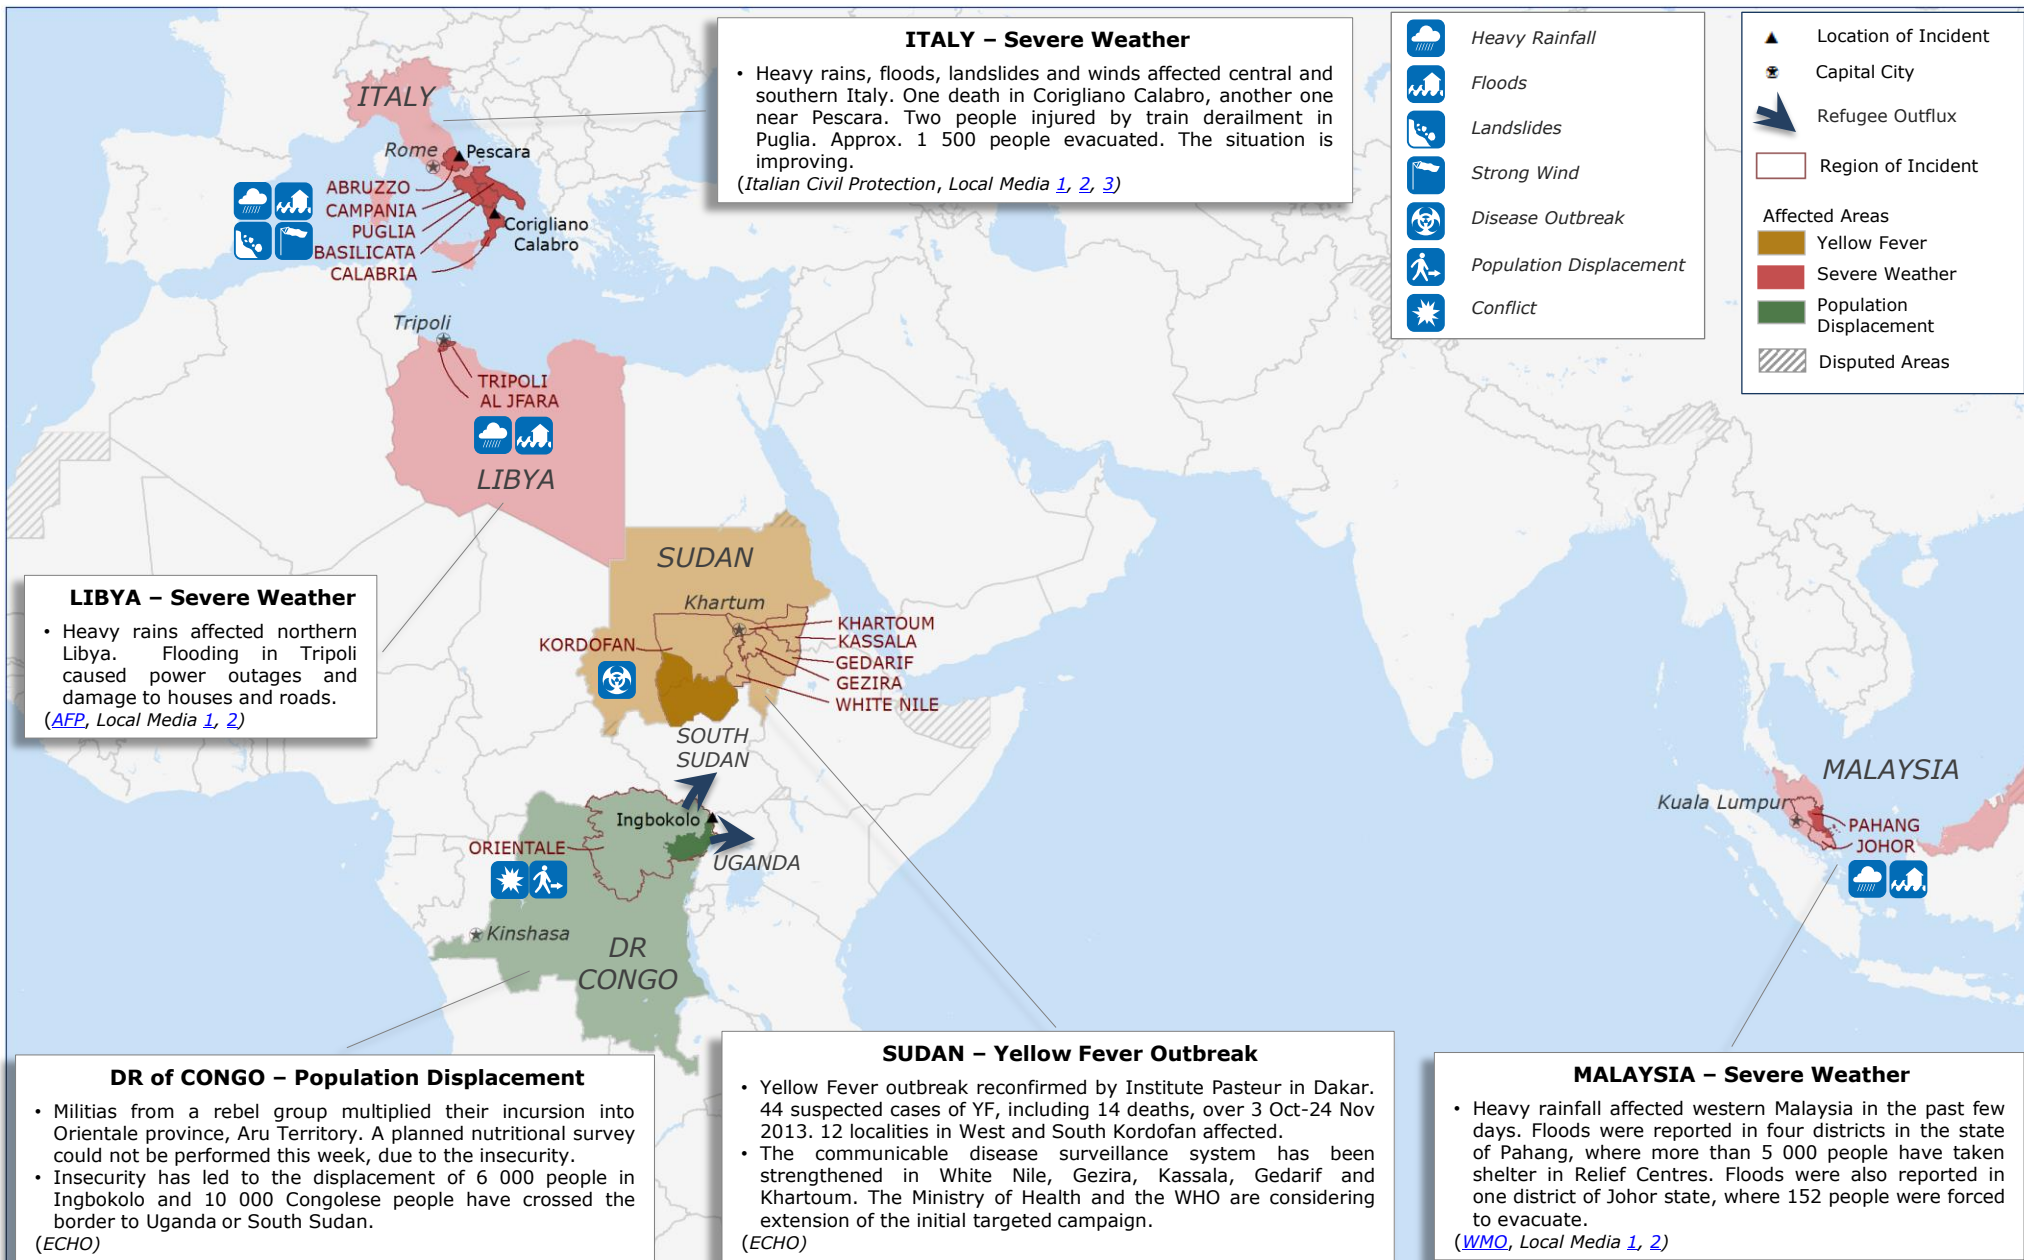 ITALY – Severe Weather
• Heavy rains, floods, landslides and winds affected central and
southern Italy. One death in Corigliano Calabro, another one
near Pescara. Two people injured by train derailment in
Puglia. Approx. 1 500 people evacuated. The situation is
improving.
(Italian Civil Protection, Local Media 1, 2, 3)
Heavy Rainfall
Floods
Landslides
Strong Wind
Disease Outbreak
Population Displacement
Conflict
Location of Incident
Capital City
Refugee Outflux
Region of Incident
Affected Areas
Yellow Fever
Severe Weather
Population
Displacement
Disputed Areas
ITALY
Rome
Pescara
ABRUZZO
CAMPANIA
PUGLIA
BASILICATA
CALABRIA
Corigliano
Calabro
Tripoli
TRIPOLI
AL JFARA
LIBYA
LIBYA – Severe Weather
• Heavy rains affected northern
Libya. Flooding in Tripoli
caused power outages and
damage to houses and roads.
(AFP, Local Media 1, 2)
SUDAN
Khartum
KORDOFAN
KHARTOUM
KASSALA
GEDARIF
GEZIRA
WHITE NILE
SOUTH
SUDAN
Ingbokolo
ORIENTALE
UGANDA
Kinshasa
DR
CONGO
MALAYSIA
Kuala Lumpur
PAHANG
JOHOR
DR of CONGO – Population Displacement
• Militias from a rebel group multiplied their incursion into
Orientale province, Aru Territory. A planned nutritional survey
could not be performed this week, due to the insecurity.
• Insecurity has led to the displacement of 6 000 people in
Ingbokolo and 10 000 Congolese people have crossed the
border to Uganda or South Sudan.
(ECHO)
SUDAN – Yellow Fever Outbreak
• Yellow Fever outbreak reconfirmed by Institute Pasteur in Dakar.
44 suspected cases of YF, including 14 deaths, over 3 Oct-24 Nov
2013. 12 localities in West and South Kordofan affected.
• The communicable disease surveillance system has been
strengthened in White Nile, Gezira, Kassala, Gedarif and
Khartoum. The Ministry of Health and the WHO are considering
extension of the initial targeted campaign.
(ECHO)
MALAYSIA – Severe Weather
• Heavy rainfall affected western Malaysia in the past few
days. Floods were reported in four districts in the state
of Pahang, where more than 5 000 people have taken
shelter in Relief Centres. Floods were also reported in
one district of Johor state, where 152 people were forced
to evacuate.
(WMO, Local Media 1, 2)